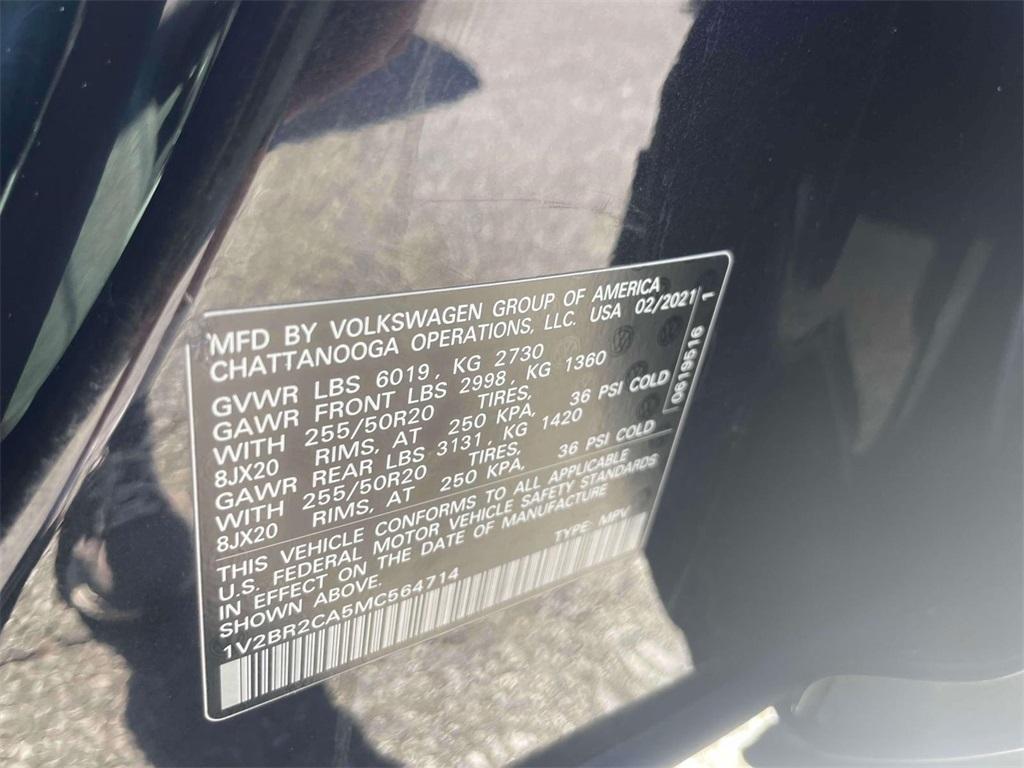 MFD BY VOLKSWAGEN GROUP OF AMERICA
CHATTANOOGA OPERATIONS, LLC. USA 02/2021
GVWR LBS 6019, KG 2730
GAWR FRONT LBS 2998, KG 1360
WITH 255/50R20 TIRES,
8JX20 RIMS, AT 250 KPA, 36 PSI COLD
GAWR REAR LBS 3131, KG 1420
WITH 255/50R20 TIRES,
8JX20 RIMS, AT 250 KPA, 36 PSI COLD
THIS VEHICLE CONFORMS TO ALL APPLICABLE
U.S. FEDERAL MOTOR VEHICLE SAFETY STANDARDS
IN EFFECT ON THE DATE OF MANUFACTURE
SHOWN ABOVE.
TYPE: MPV
1V2BR2CA5MC564714
0619516
1